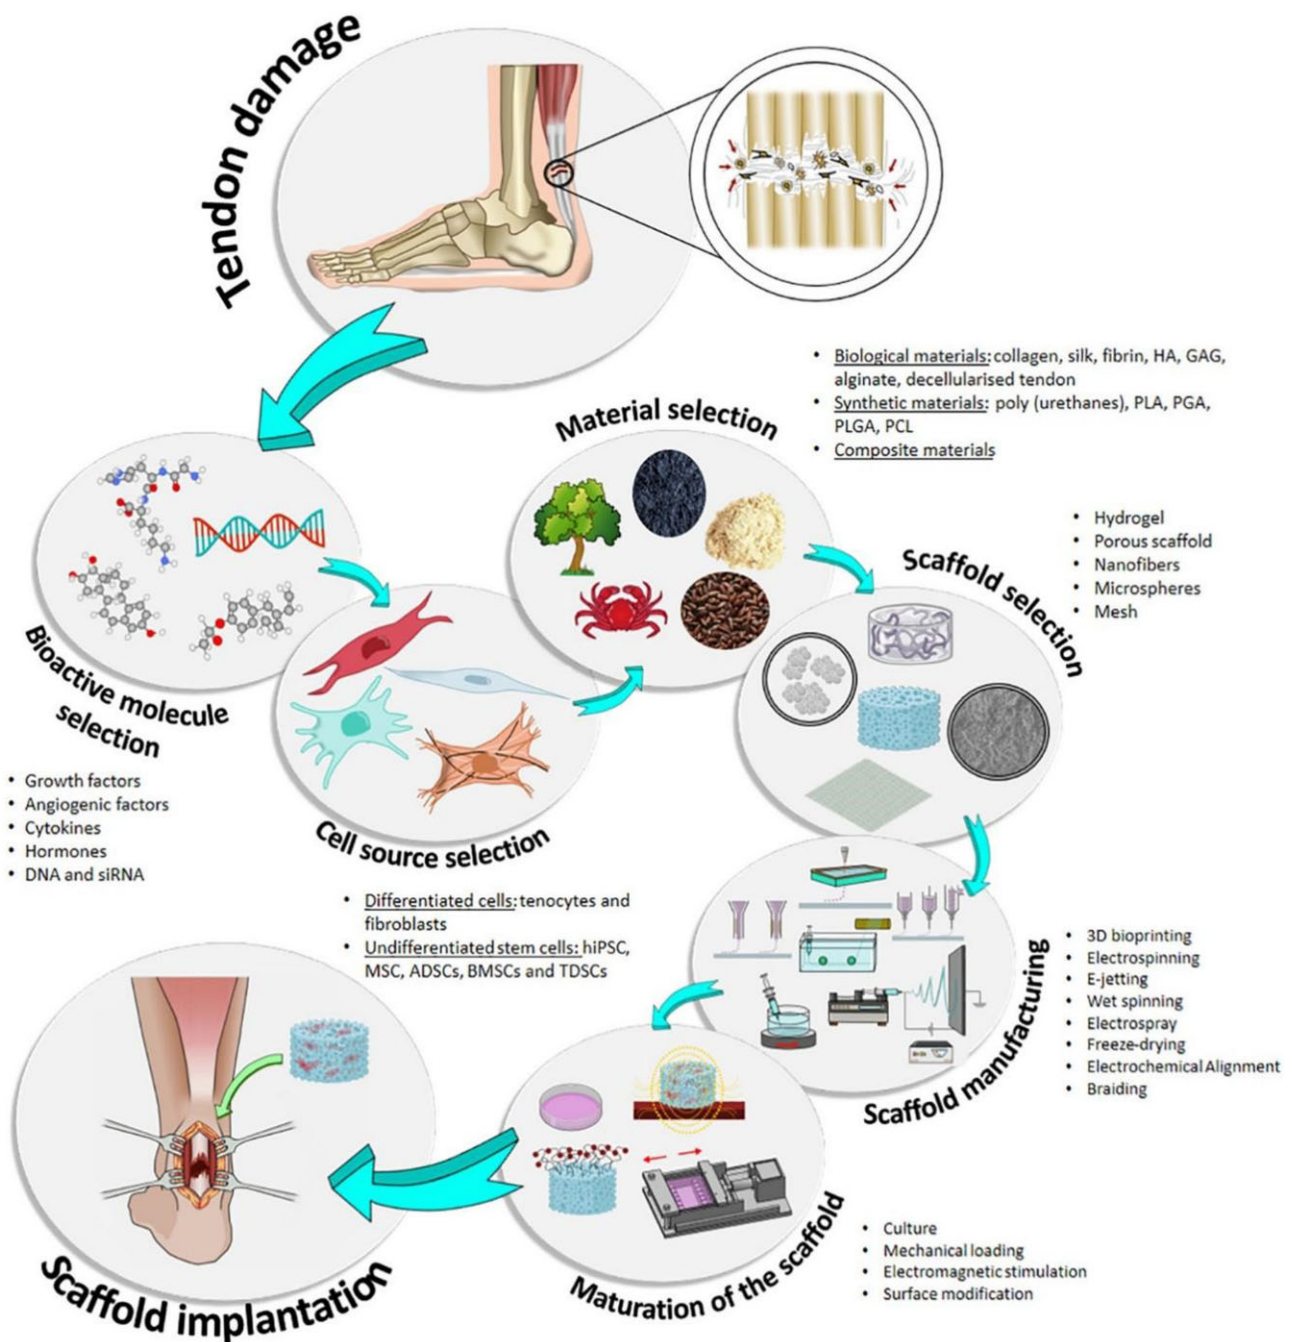 Tendon damage
• Biological materials: collagen, silk, fibrin, HA, GAG,
alginate, decellularised tendon
• Synthetic materials: poly (urethanes), PLA, PGA,
PLGA, PCL
• Composite materials
Material selection
• Hydrogel
• Porous scaffold
• Nanofibers
• Microspheres
• Mesh
Scaffold selection
Bioactive molecule
selection
• Growth factors
• Angiogenic factors
• Cytokines
• Hormones
• DNA and siRNA
Cell source selection
• Differentiated cells: tenocytes and
fibroblasts
• Undifferentiated stem cells: hiPSC,
MSC, ADSCs, BMSCs and TDSCs
Scaffold manufacturing
• 3D bioprinting
• Electrospinning
• E-jetting
• Wet spinning
• Electrospray
• Freeze-drying
• Electrochemical Alignment
• Braiding
Maturation of the scaffold
• Culture
• Mechanical loading
• Electromagnetic stimulation
• Surface modification
Scaffold implantation